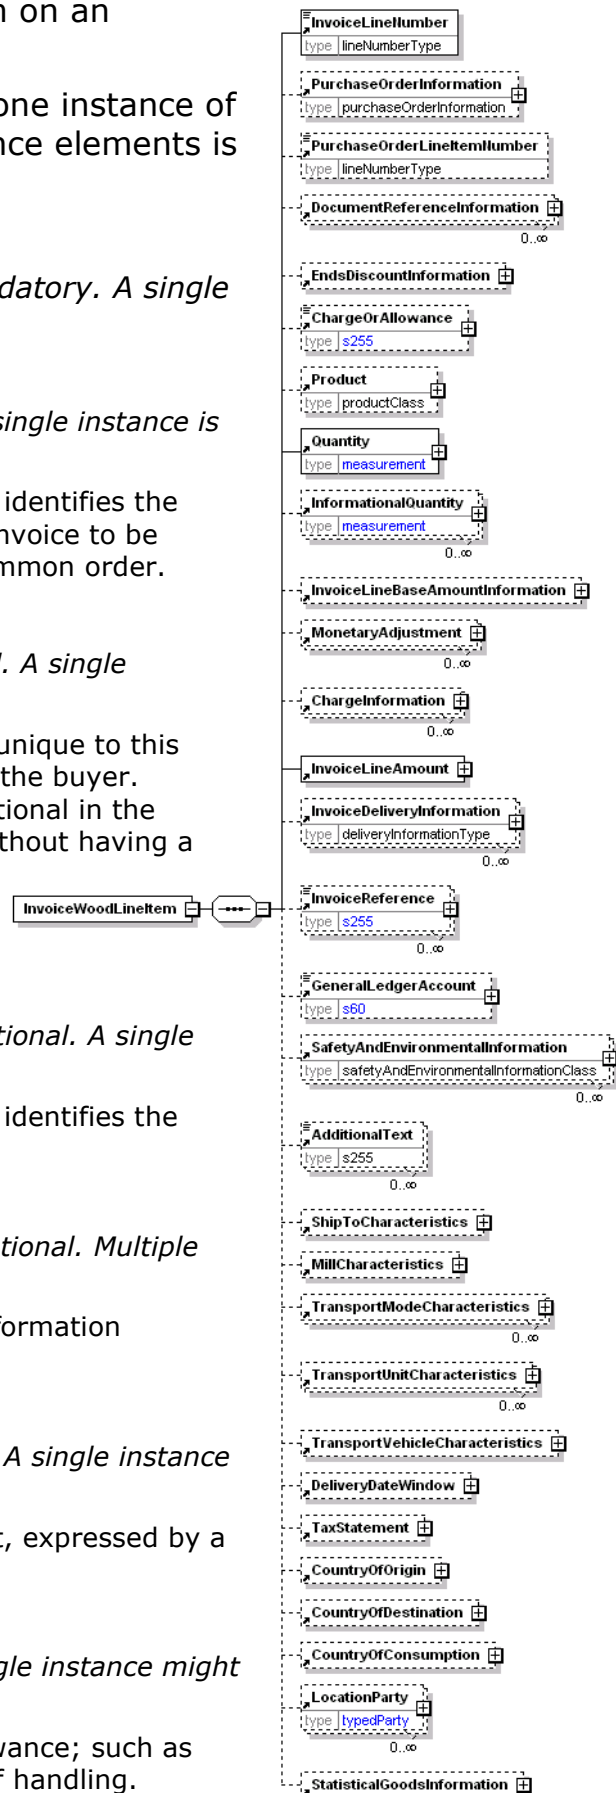 n on an
one instance of
nce elements is
datory. A single
single instance is
identifies the
nvoice to be
mmon order.
. A single
unique to this
the buyer.
tional in the
thout having a
tional. A single
identifies the
tional. Multiple
formation
A single instance
t, expressed by a
gle instance might
wance; such as
f handling.
InvoiceWoodLineItem
InvoiceLineNumber
type lineNumberType
PurchaseOrderInformation
type purchaseOrderInformation
PurchaseOrderLineItemNumber
type lineNumberType
DocumentReferenceInformation
0..∞
EndsDiscountInformation
ChargeOrAllowance
type s255
Product
type productClass
Quantity
type measurement
InformationalQuantity
type measurement
0..∞
InvoiceLineBaseAmountInformation
MonetaryAdjustment
0..∞
ChargeInformation
0..∞
InvoiceLineAmount
InvoiceDeliveryInformation
type deliveryInformationType
0..∞
InvoiceReference
type s255
0..∞
GeneralLedgerAccount
type s60
SafetyAndEnvironmentalInformation
type safetyAndEnvironmentalInformationClass
0..∞
AdditionalText
type s255
0..∞
ShipToCharacteristics
MillCharacteristics
TransportModeCharacteristics
0..∞
TransportUnitCharacteristics
0..∞
TransportVehicleCharacteristics
DeliveryDateWindow
TaxStatement
CountryOfOrigin
CountryOfDestination
CountryOfConsumption
LocationParty
type typedParty
0..∞
StatisticalGoodsInformation